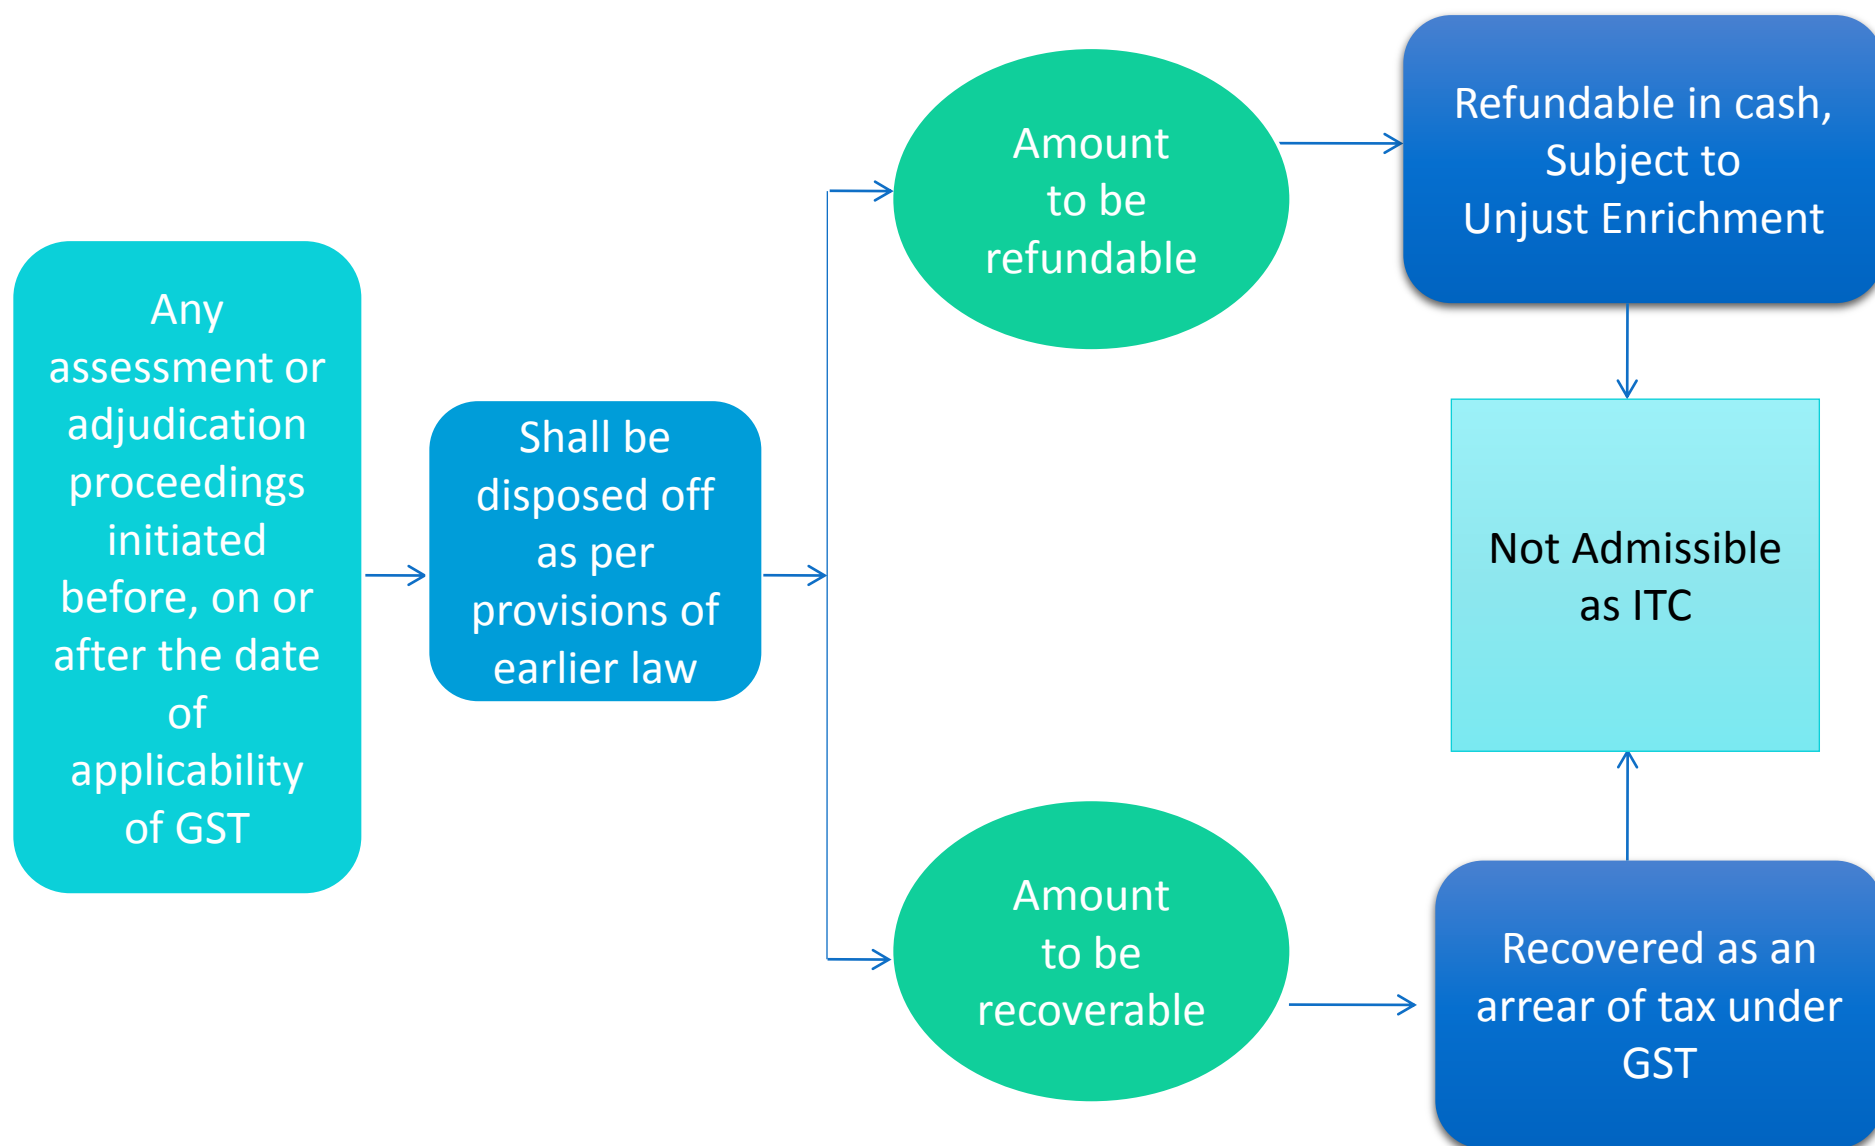 Any
assessment or
adjudication
proceedings
initiated
before, on or
after the date
of
applicability
of GST
Shall be
disposed off
as per
provisions of
earlier law
Amount
to be
refundable
Refundable in cash,
Subject to
Unjust Enrichment
Not Admissible
as ITC
Amount
to be
recoverable
Recovered as an
arrear of tax under
GST